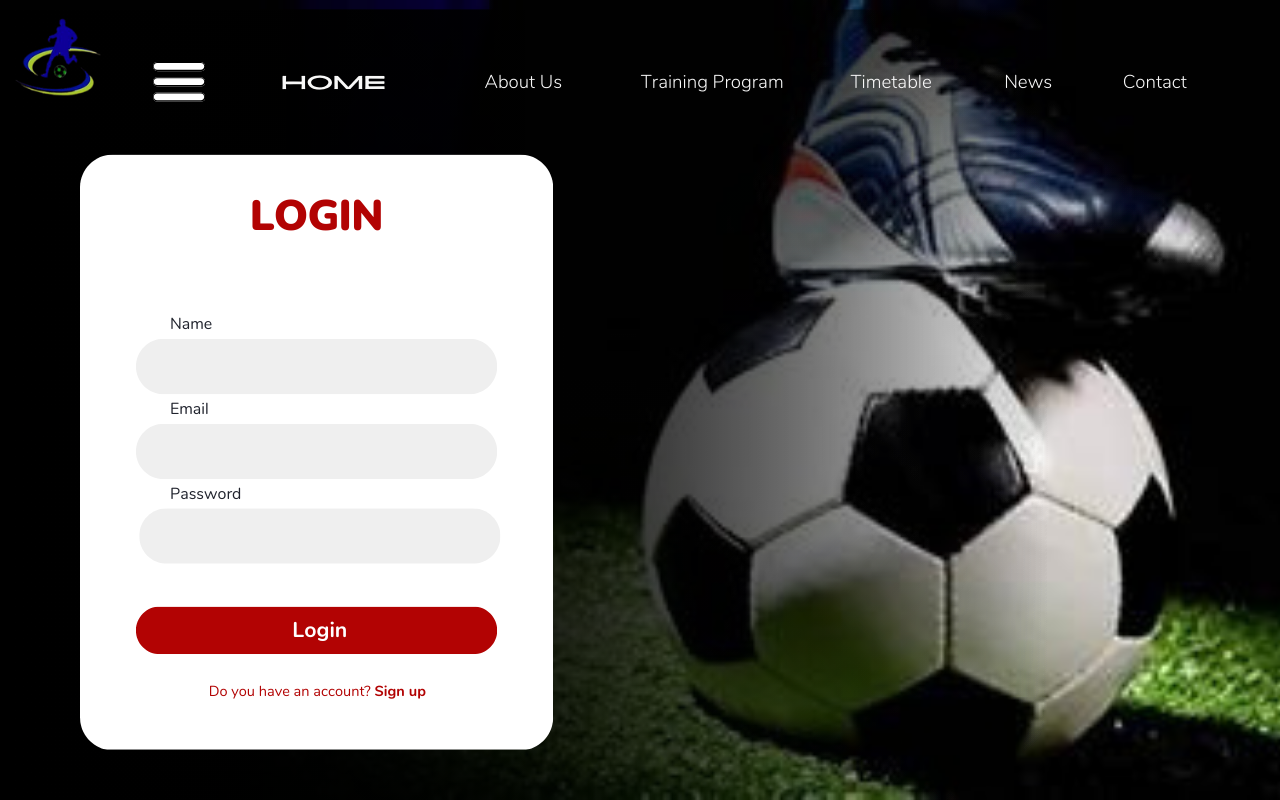 HOME About Us Training Program Timetable News Contact
LOGIN
Name
Email
Password
Login
Do you have an account? Sign up